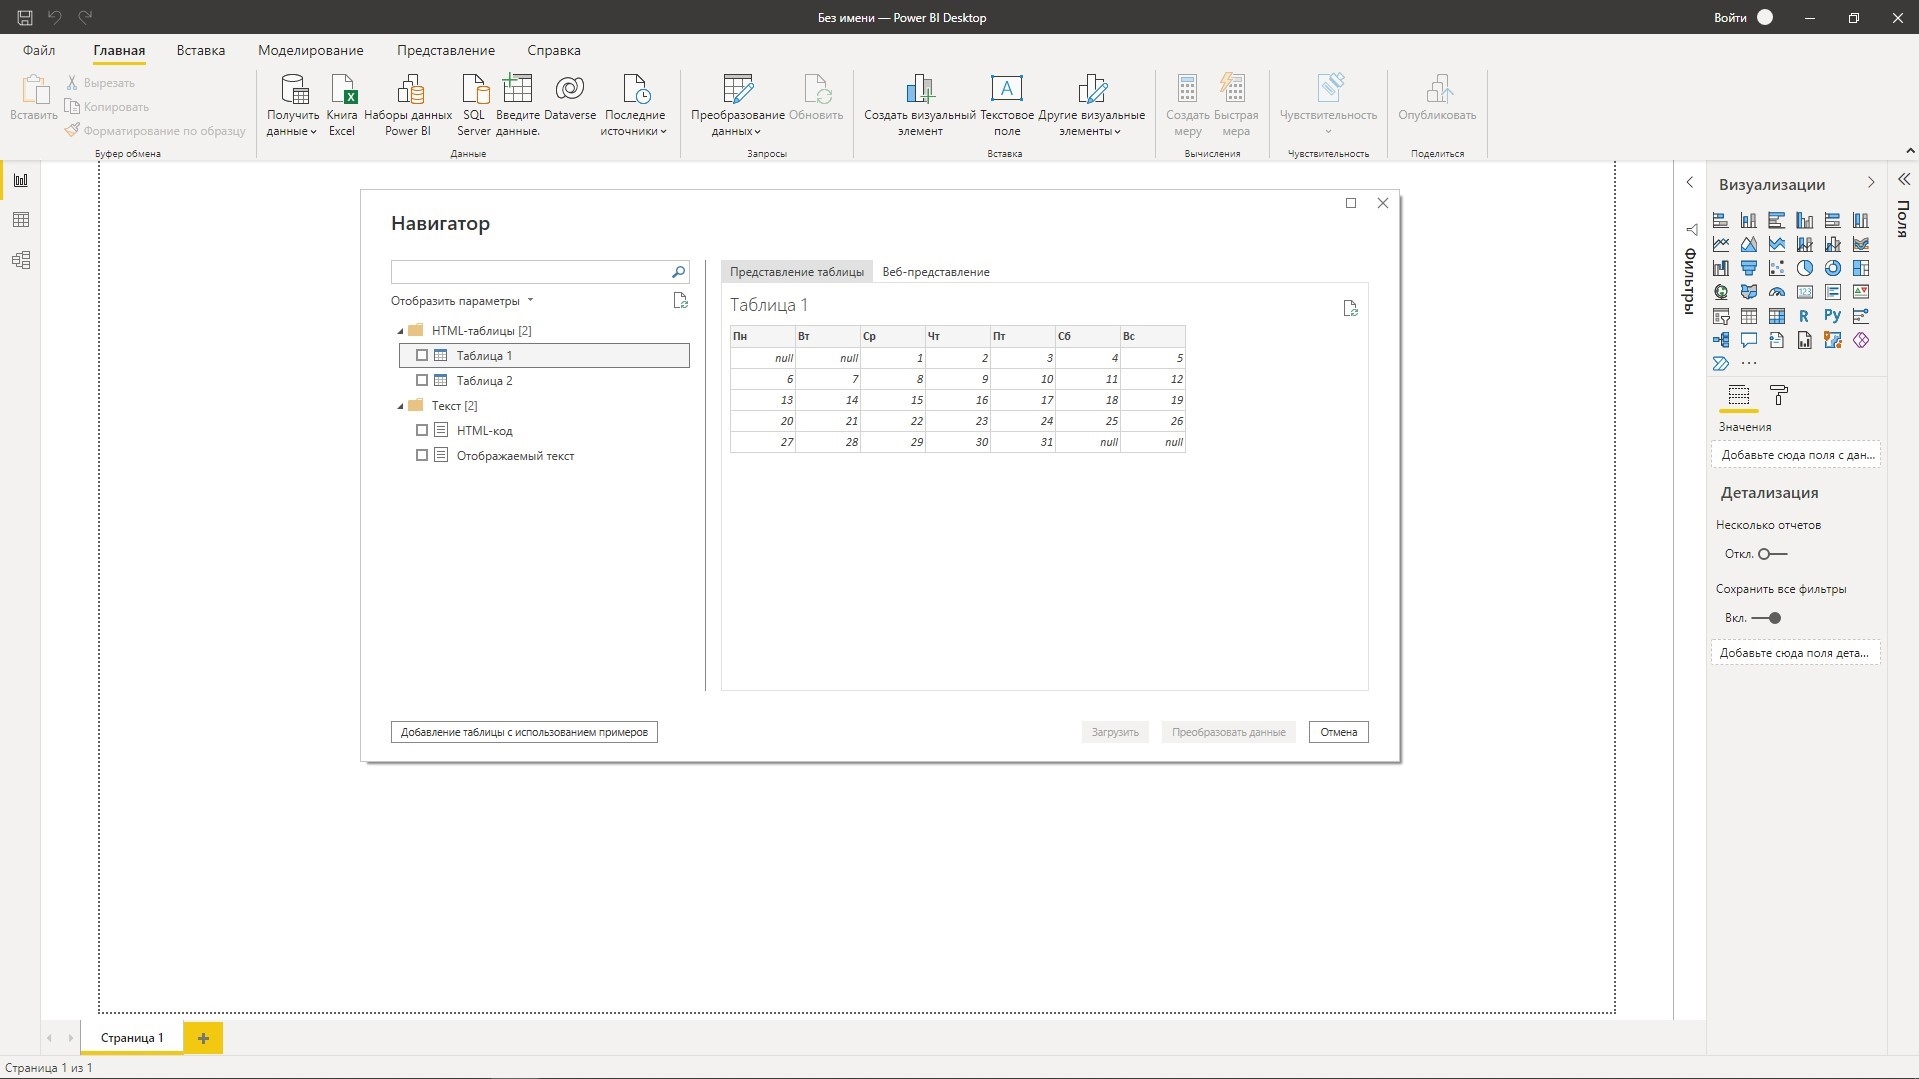 Без имени — Power BI Desktop
Войти
Файл
Главная
Вставка
Моделирование
Представление
Справка
Вставить
Вырезать
Копировать
Форматирование по образцу
Буфер обмена
Получить данные
Книга Excel
Наборы данных Power BI
SQL Server
Введите данные.
Dataverse
Последние источники
Данные
Преобразование данных
Обновить
Запросы
Создать визуальный элемент
Текстовое поле
Другие визуальные элементы
Вставка
Создать меру
Быстрая мера
Вычисления
Чувствительность
Чувствительность
Опубликовать
Поделиться
Навигатор
Отобразить параметры
HTML-таблицы [2]
Таблица 1
Таблица 2
Текст [2]
HTML-код
Отображаемый текст
Представление таблицы
Веб-представление
Таблица 1
Пн Вт Ср Чт Пт Сб Вс
null null 1 2 3 4 5
6 7 8 9 10 11 12
13 14 15 16 17 18 19
20 21 22 23 24 25 26
27 28 29 30 31 null null
Добавление таблицы с использованием примеров
Загрузить
Преобразовать данные
Отмена
Фильтры
Визуализации
R
Py
Значения
Добавьте сюда поля с дан...
Детализация
Несколько отчетов
Откл.
Сохранить все фильтры
Вкл.
Добавьте сюда поля дета...
Поля
Страница 1
Страница 1 из 1